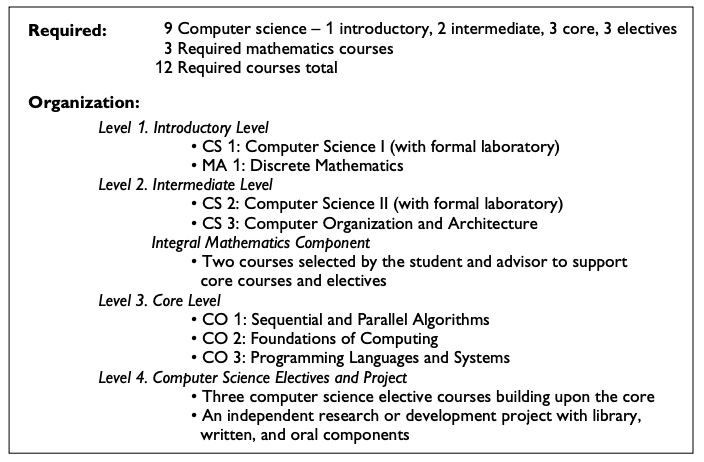 Required: 9 Computer science – 1 introductory, 2 intermediate, 3 core, 3 electives
3 Required mathematics courses
12 Required courses total
Organization:
Level 1. Introductory Level
• CS 1: Computer Science I (with formal laboratory)
• MA 1: Discrete Mathematics
Level 2. Intermediate Level
• CS 2: Computer Science II (with formal laboratory)
• CS 3: Computer Organization and Architecture
Integral Mathematics Component
• Two courses selected by the student and advisor to support
core courses and electives
Level 3. Core Level
• CO 1: Sequential and Parallel Algorithms
• CO 2: Foundations of Computing
• CO 3: Programming Languages and Systems
Level 4. Computer Science Electives and Project
• Three computer science elective courses building upon the core
• An independent research or development project with library,
written, and oral components